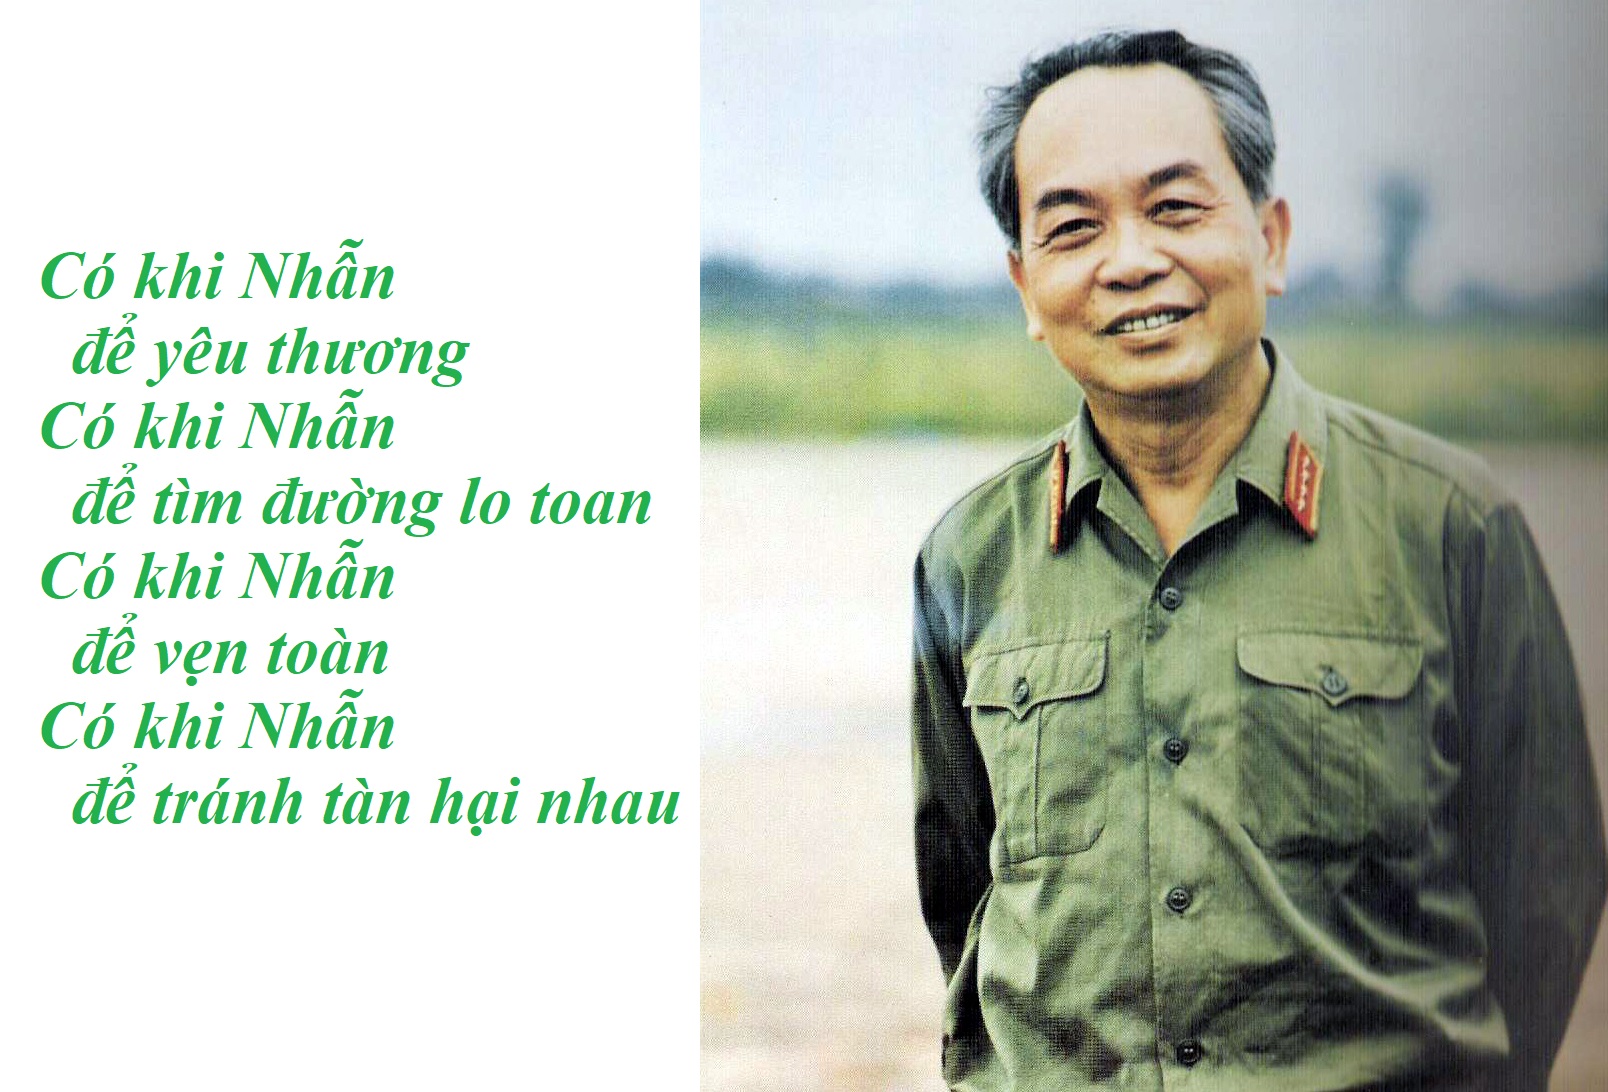 Có khi Nhẫn
để yêu thương
Có khi Nhẫn
để tìm đường lo toan
Có khi Nhẫn
để vẹn toàn
Có khi Nhẫn
để tránh tàn hại nhau